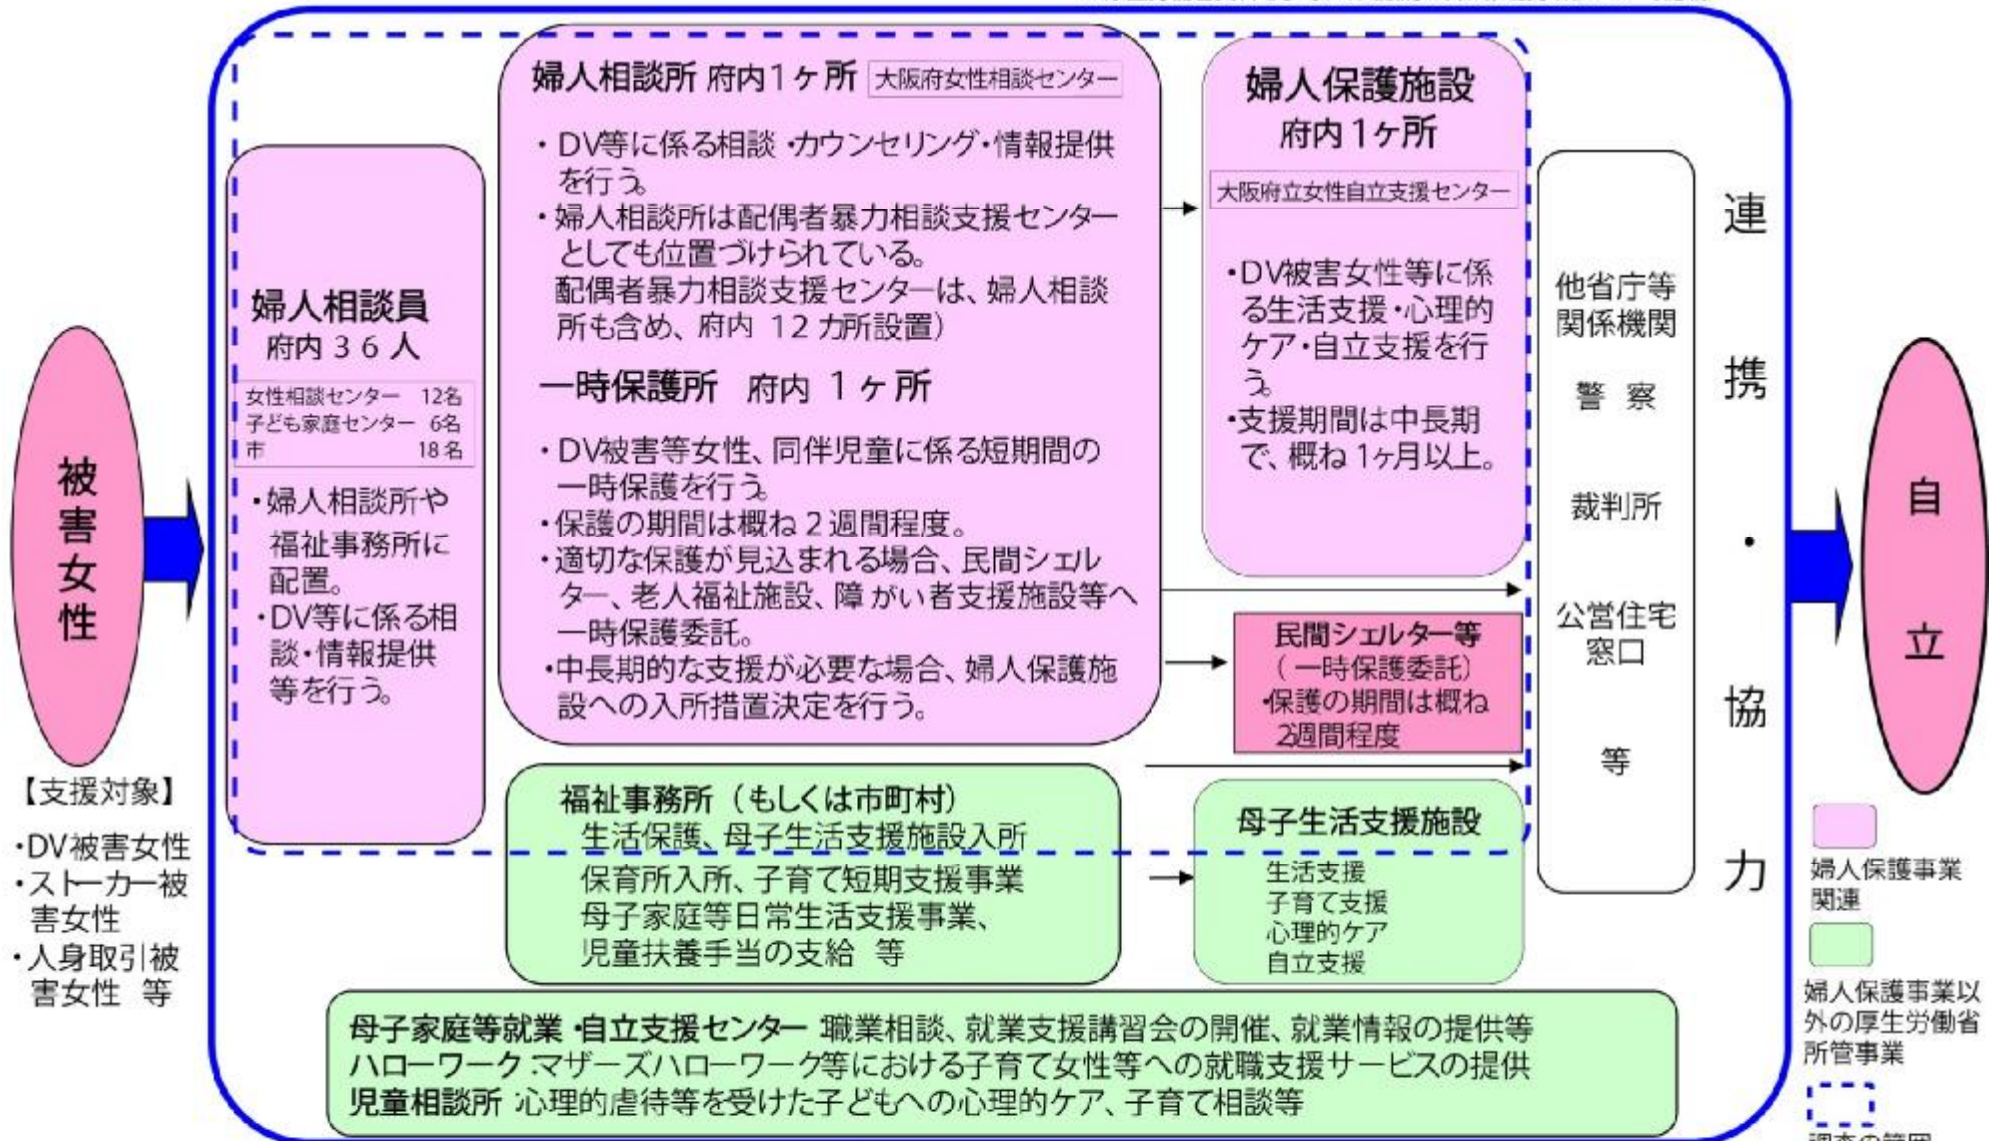 被害女性
【支援対象】
・DV被害女性
・ストーカー被
害女性
・人身取引被
害女性 等
婦人相談員
府内36人
女性相談センター 12名
子ども家庭センター 6名
市 18名
・婦人相談所や
福祉事務所に
配置。
・DV等に係る相
談・情報提供
等を行う。
婦人相談所 府内1ヶ所 大阪府女性相談センター
・DV等に係る相談・カウンセリング・情報提供
を行う。
・婦人相談所は配偶者暴力相談支援センター
としても位置づけられている。
配偶者暴力相談支援センターは、婦人相談
所も含め、府内 12カ所設置)
一時保護所 府内 1ヶ所
・DV被害等女性、同伴児童に係る短期間の
一時保護を行う。
・保護の期間は概ね2週間程度。
・適切な保護が見込まれる場合、民間シェル
ター、老人福祉施設、障がい者支援施設等へ
一時保護委託。
・中長期的な支援が必要な場合、婦人保護施
設への入所措置決定を行う。
婦人保護施設
府内1ヶ所
大阪府立女性自立支援センター
・DV被害女性等に係
る生活支援・心理的
ケア・自立支援を行
う。
・支援期間は中長期
で、概ね1ヶ月以上。
民間シェルター等
(一時保護委託)
・保護の期間は概ね
2週間程度
福祉事務所(もしくは市町村)
生活保護、母子生活支援施設入所
保育所入所、子育て短期支援事業
母子家庭等日常生活支援事業、
児童扶養手当の支給 等
母子生活支援施設
生活支援
子育て支援
心理的ケア
自立支援
他省庁等
関係機関
警 察
裁判所
公営住宅
窓口
等
連携・協力
自立
母子家庭等就業・自立支援センター 職業相談、就業支援講習会の開催、就業情報の提供等
ハローワーク:マザーズハローワーク等における子育て女性等への就職支援サービスの提供
児童相談所 心理的虐待等を受けた子どもへの心理的ケア、子育て相談等
婦人保護事業
関連
婦人保護事業以
外の厚生労働省
所管事業
調査の範囲